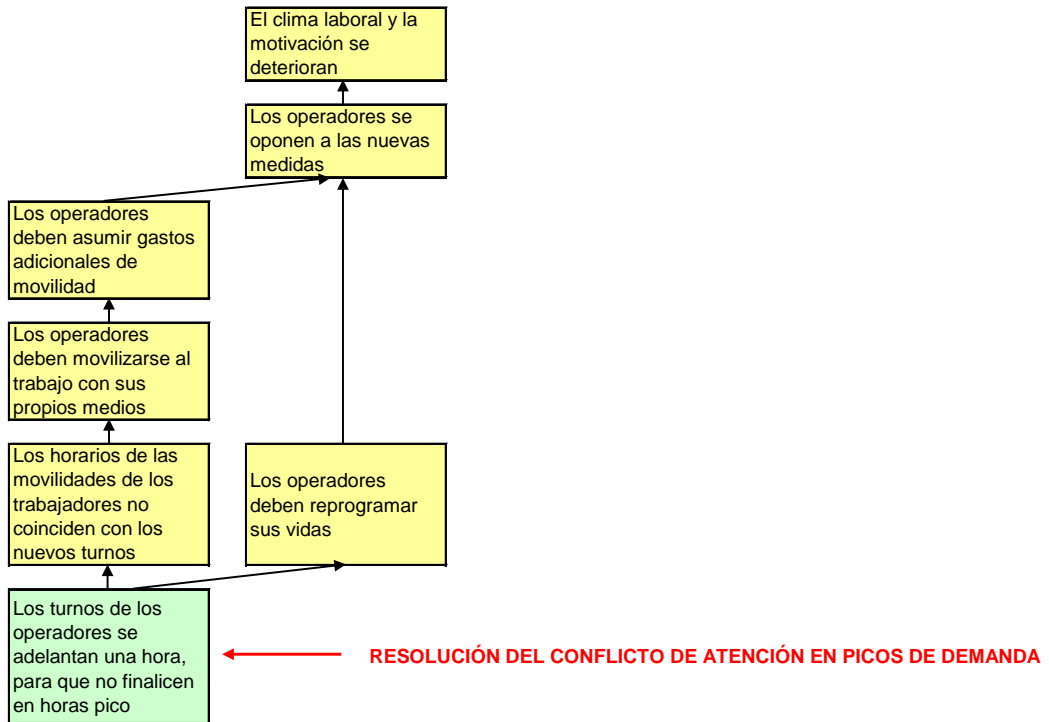 El clima laboral y la
motivación se
deterioran
Los operadores se
oponen a las nuevas
medidas
Los operadores
deben asumir gastos
adicionales de
movilidad
Los operadores
deben movilizarse al
trabajo con sus
propios medios
Los horarios de las
movilidades de los
trabajadores no
coinciden con los
nuevos turnos
Los operadores
deben reprogramar
sus vidas
Los turnos de los
operadores se
adelantan una hora,
para que no finalicen
en horas pico
RESOLUCIÓN DEL CONFLICTO DE ATENCIÓN EN PICOS DE DEMANDA